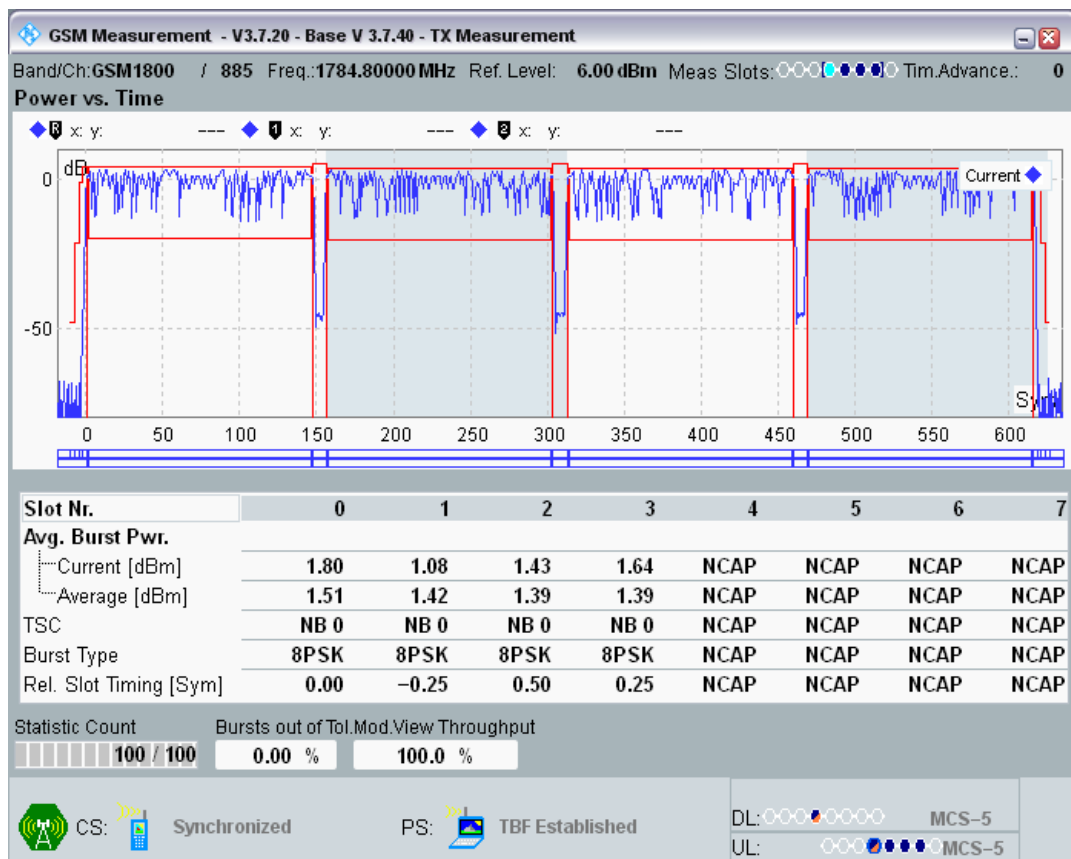 GSM Measurement - V3.7.20 - Base V 3.7.40 - TX Measurement
Band/Ch:GSM1800 / 885 Freq.:1784.80000 MHz Ref. Level: 6.00 dBm Meas Slots: Tim.Advance.: 0
Power vs. Time
R x: y: --- 1 x: y: --- 2 x: y: ---
dB
Current
0
-50
Sym
0 50 100 150 200 250 300 350 400 450 500 550 600
Slot Nr. 0 1 2 3 4 5 6 7
Avg. Burst Pwr.
Current [dBm] 1.80 1.08 1.43 1.64 NCAP NCAP NCAP NCAP
Average [dBm] 1.51 1.42 1.39 1.39 NCAP NCAP NCAP NCAP
TSC NB 0 NB 0 NB 0 NB 0 NCAP NCAP NCAP NCAP
Burst Type 8PSK 8PSK 8PSK 8PSK NCAP NCAP NCAP NCAP
Rel. Slot Timing [Sym] 0.00 −0.25 0.50 0.25 NCAP NCAP NCAP NCAP
Statistic Count Bursts out of Tol.Mod.View Throughput
100 / 100 0.00 % 100.0 %
CS: Synchronized PS: TBF Established
DL: MCS−5
UL: MCS−5